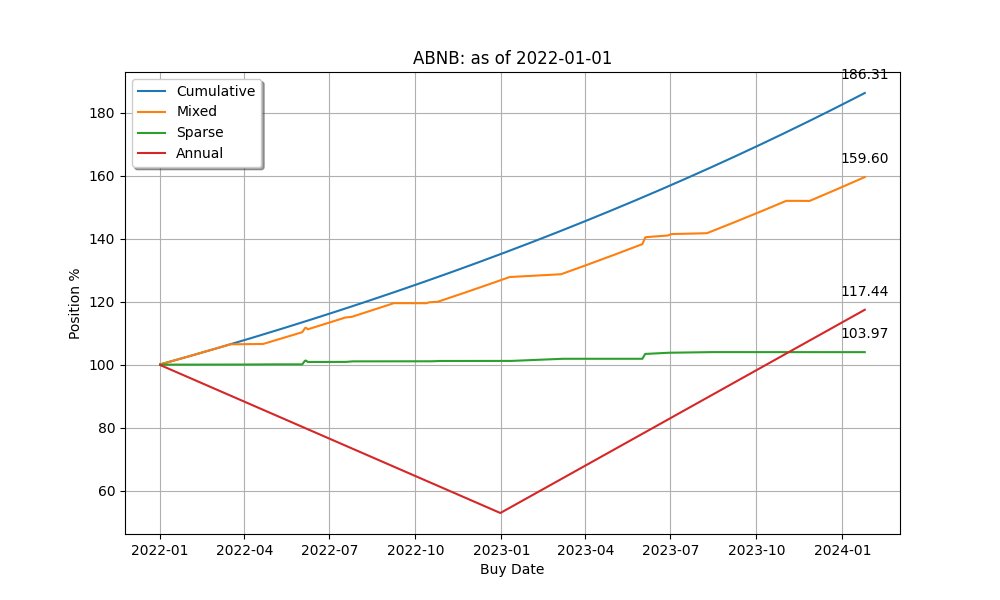 ABNB: as of 2022-01-01
Cumulative
Mixed
Sparse
Annual
186.31
159.60
117.44
103.97
180
160
140
120
100
80
60
Position %
2022-01
2022-04
2022-07
2022-10
2023-01
2023-04
2023-07
2023-10
2024-01
Buy Date